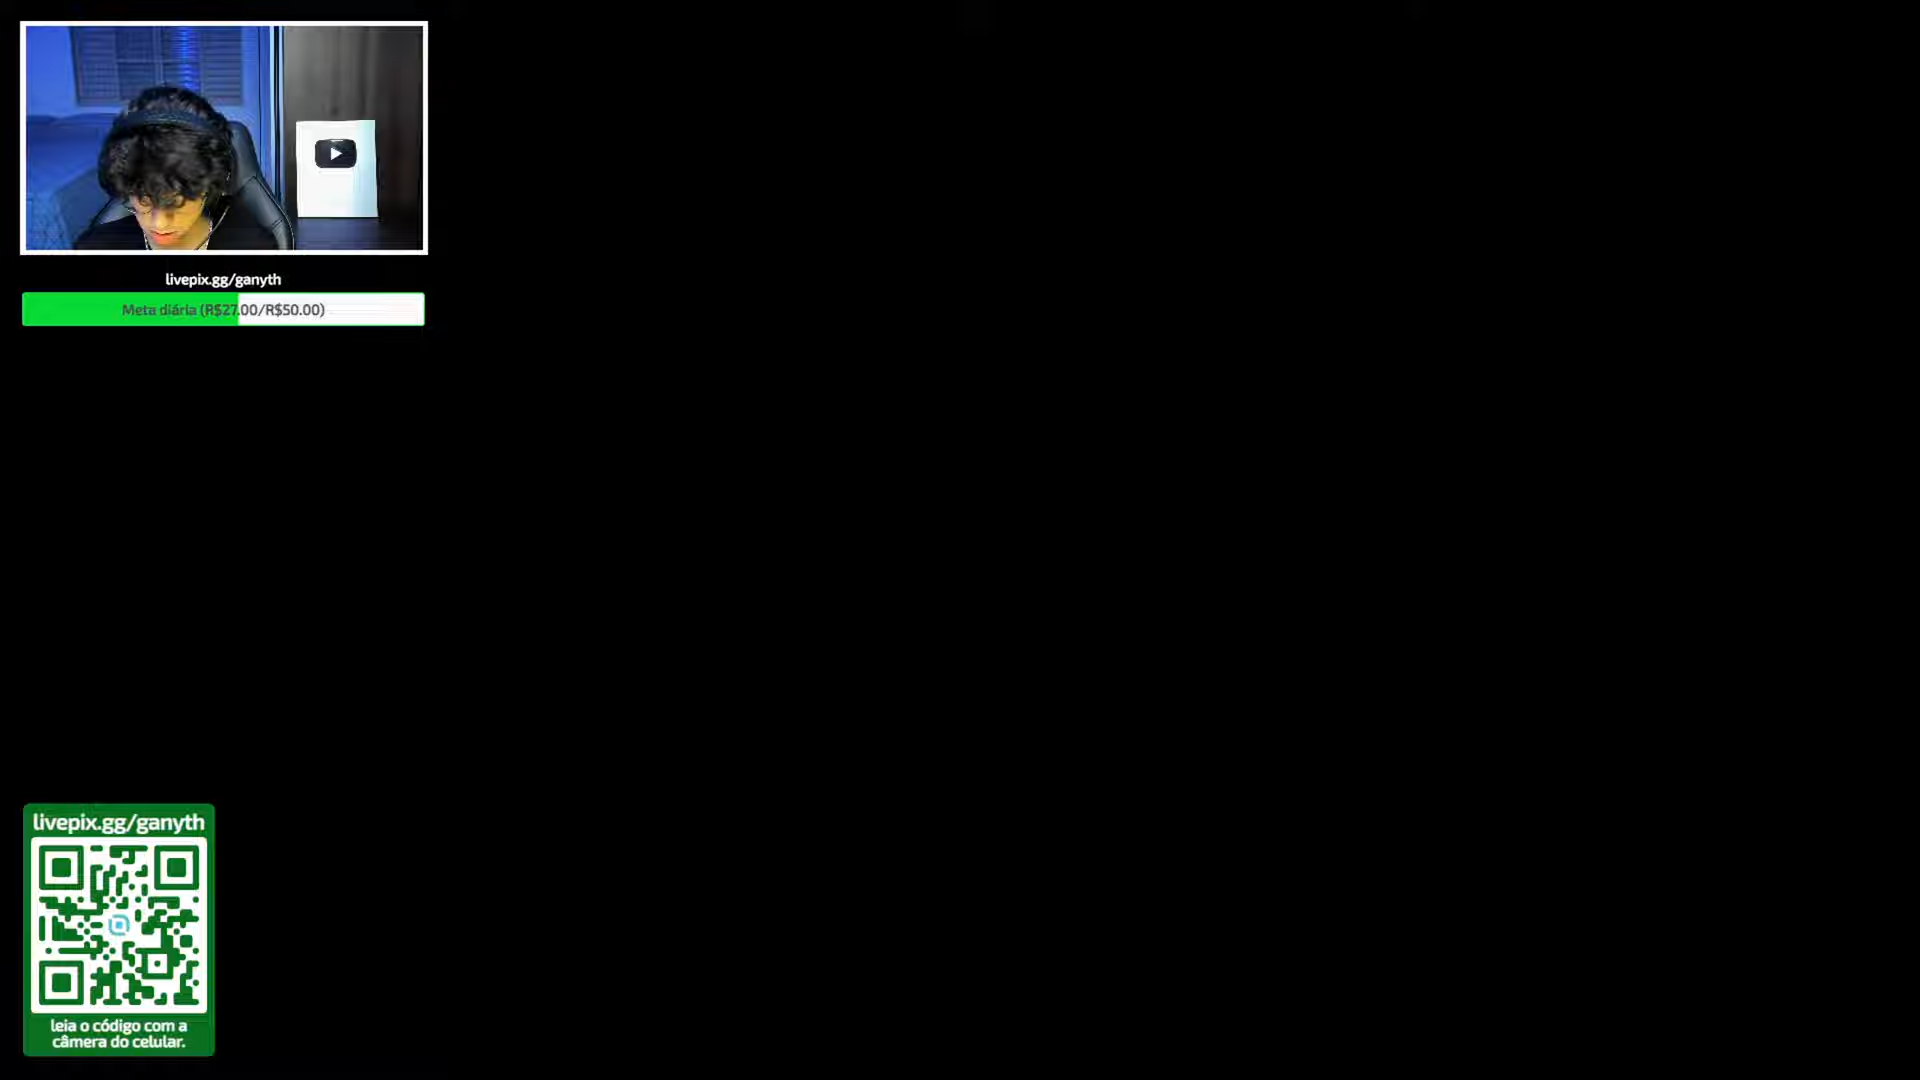 livepix.gg/ganyth
Meta diária (R$27.00/R$50.00)
livepix.gg/ganyth
leia o código com a
câmera do celular.